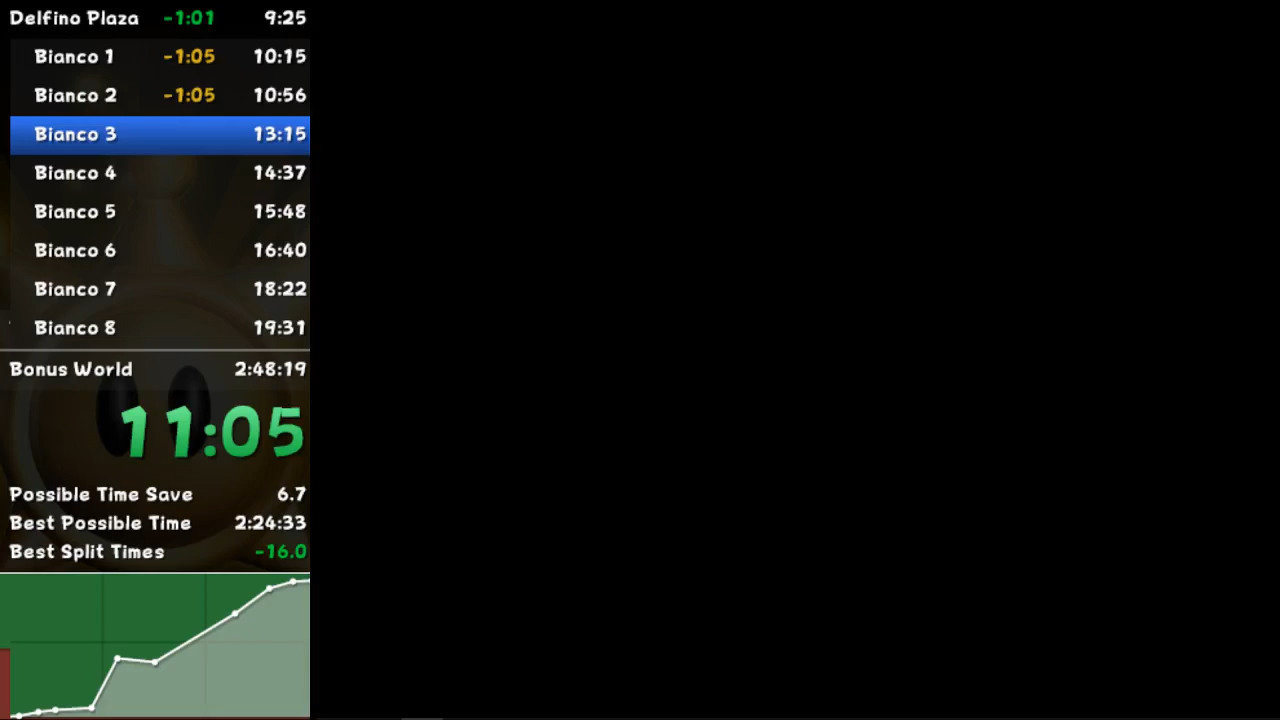 Delfino Plaza -1:01 9:25
Bianco 1 -1:05 10:15
Bianco 2 -1:05 10:56
Bianco 3 13:15
Bianco 4 14:37
Bianco 5 15:48
Bianco 6 16:40
Bianco 7 18:22
Bianco 8 19:31
Bonus World 2:48:19
11:05
Possible Time Save 6.7
Best Possible Time 2:24:33
Best Split Times -16.0